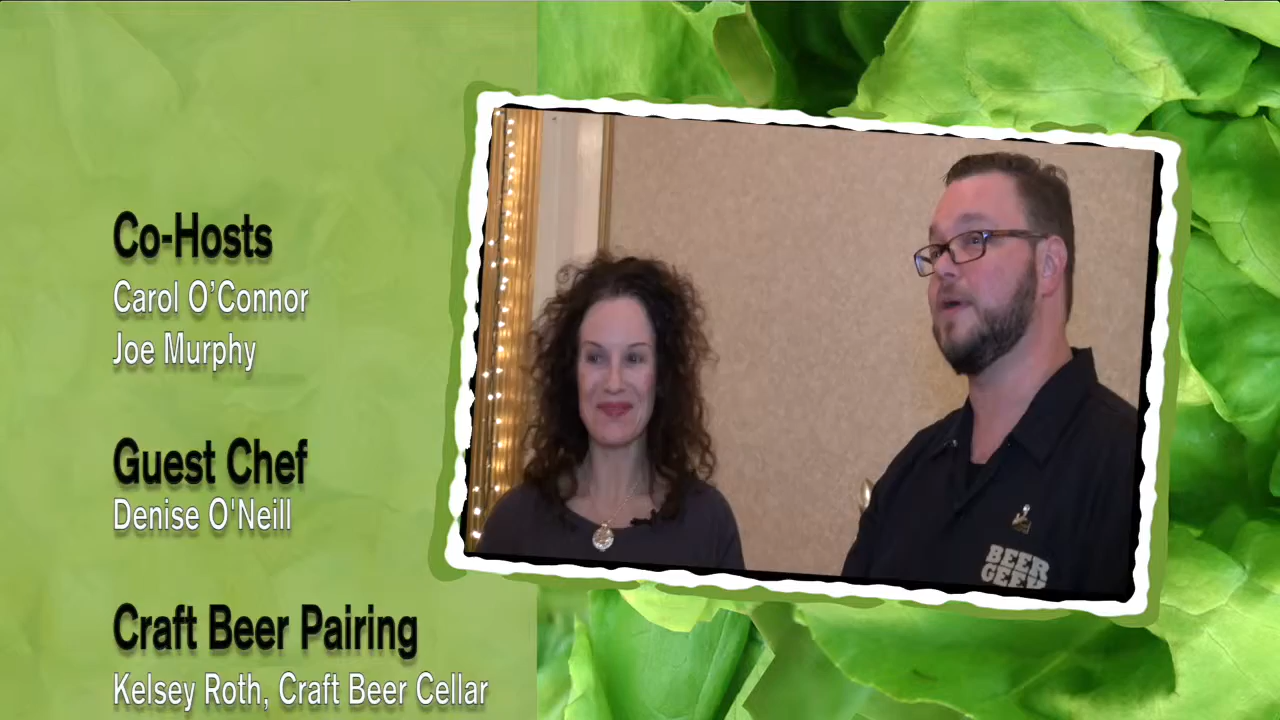 Co-Hosts
Carol O'Connor
Joe Murphy
Guest Chef
Denise O'Neill
Craft Beer Pairing
Kelsey Roth, Craft Beer Cellar
BEER
GEEK